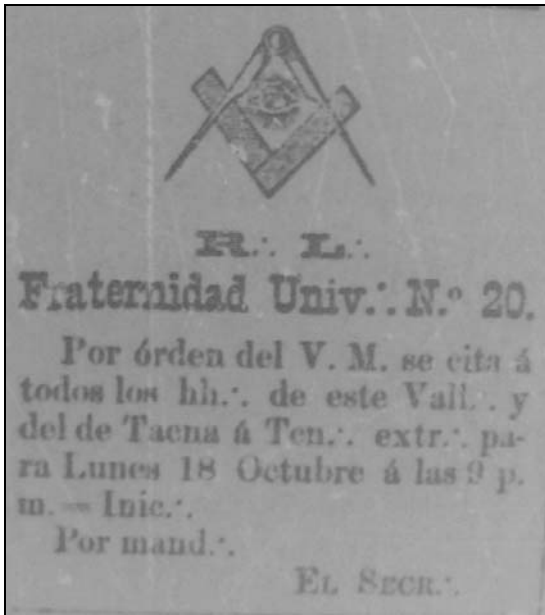 R∴ L∴
Fraternidad Univ∴ N.º 20.
Por órden del V. M. se cita á
todos los hh∴ de este Vall∴ y
del de Tacna á Ten∴ extr∴ pa-
ra Lunes 18 Octubre á las 9 p.
m. = Inic∴
Por mand∴
EL SECR∴